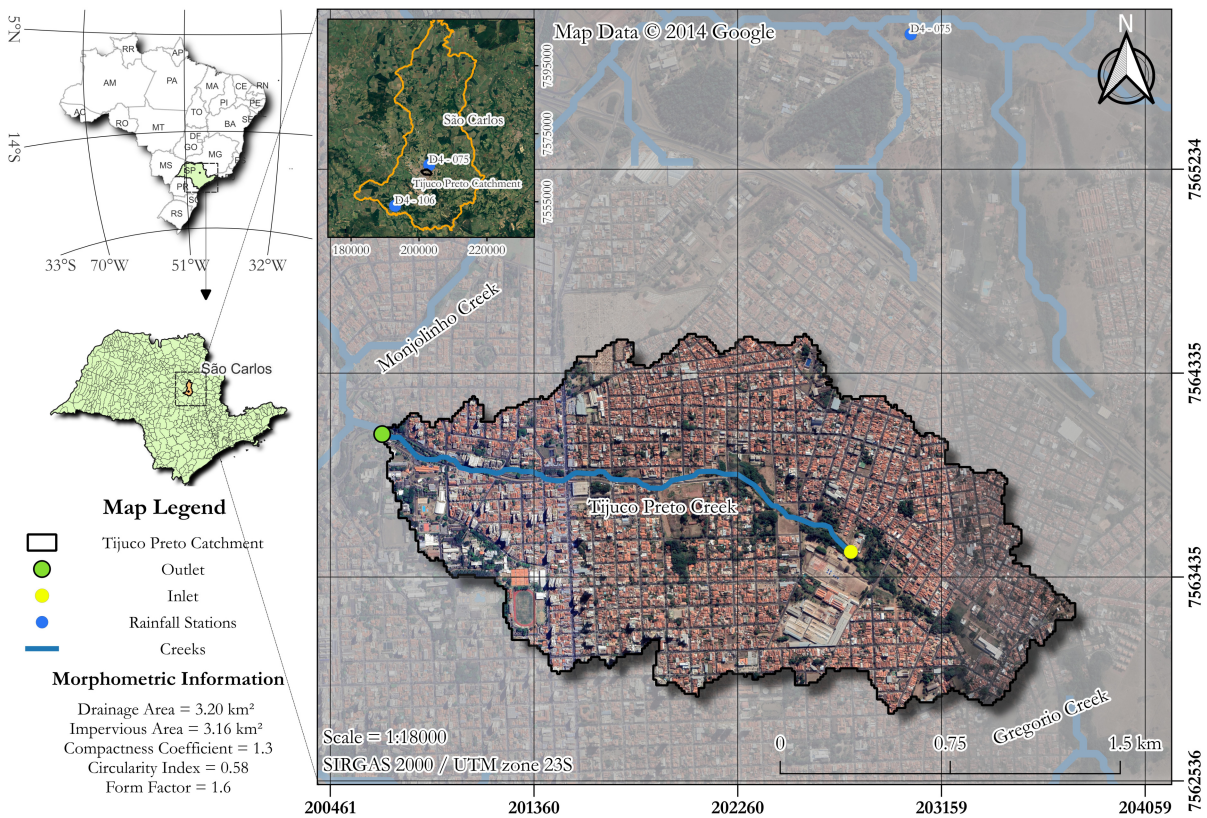 5°N
14°S
33°S
70°W
51°W
32°W
RR
AP
AM
PA
MA
CE
RN
PI
PE
AC
TO
RO
BA
MT
DF
GO
MG
MS
SP
PR
RS
São Carlos
Map Legend
Tijuco Preto Catchment
Outlet
Inlet
Rainfall Stations
Creeks
Morphometric Information
Drainage Area = 3.20 km²
Impervious Area = 3.16 km²
Compactness Coefficient = 1.3
Circularity Index = 0.58
Form Factor = 1.6
São Carlos
D4 - 075
Tijuco Preto Catchment
D4 - 106
180000
200000
220000
7595000
7575000
7555000
Map Data © 2014 Google
D4 - 075
N
Monjolinho Creek
Tijuco Preto Creek
Gregorio Creek
Scale = 1:18000
SIRGAS 2000 / UTM zone 23S
0
0.75
1.5 km
7565234
7564335
7563435
7562536
200461
201360
202260
203159
204059